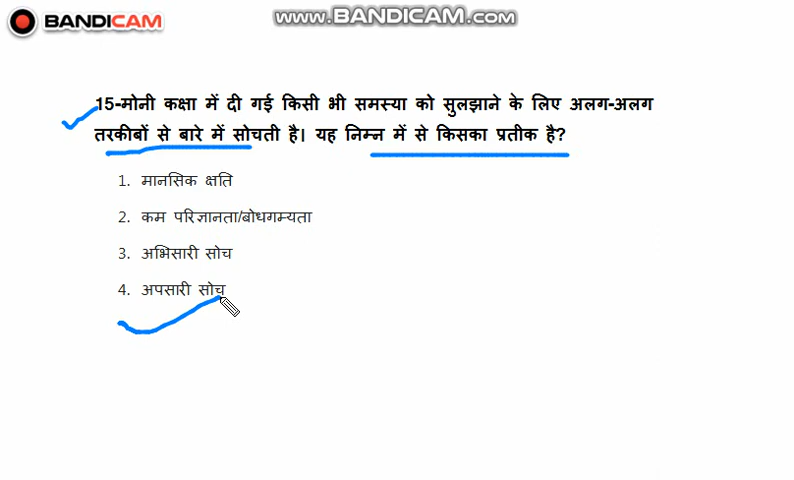 BANDICAM
www.BANDICAM.com
15-मोनी कक्षा में दी गई किसी भी समस्या को सुलझाने के लिए अलग-अलग
तरकीबों से बारे में सोचती है। यह निम्न में से किसका प्रतीक है?
1. मानसिक क्षति
2. कम परिज्ञानता/बोधगम्यता
3. अभिसारी सोच
4. अपसारी सोच